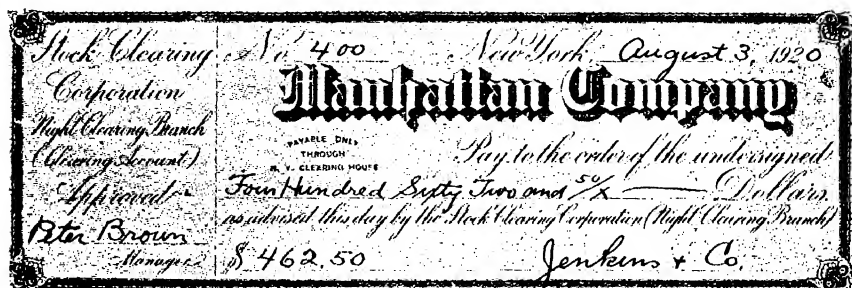 Stock Clearing
Corporation
Night Clearing Branch
(Clearing Account)
Approved
Peter Brown
Manager
No. 400 New York August 3, 1920
Manhattan Company
PAYABLE ONLY
THROUGH
N. Y. CLEARING HOUSE
Pay to the order of the undersigned
Four Hundred Sixty Two and 50/x Dollars
as advised this day by the Stock Clearing Corporation (Night Clearing Branch)
$ 462.50 Jenkins + Co.